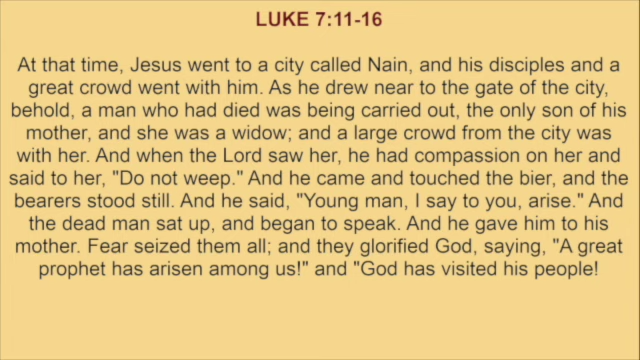 LUKE 7:11-16
At that time, Jesus went to a city called Nain, and his disciples and a
great crowd went with him. As he drew near to the gate of the city,
behold, a man who had died was being carried out, the only son of his
mother, and she was a widow; and a large crowd from the city was
with her. And when the Lord saw her, he had compassion on her and
said to her, "Do not weep." And he came and touched the bier, and the
bearers stood still. And he said, "Young man, I say to you, arise." And
the dead man sat up, and began to speak. And he gave him to his
mother. Fear seized them all; and they glorified God, saying, "A great
prophet has arisen among us!" and "God has visited his people!